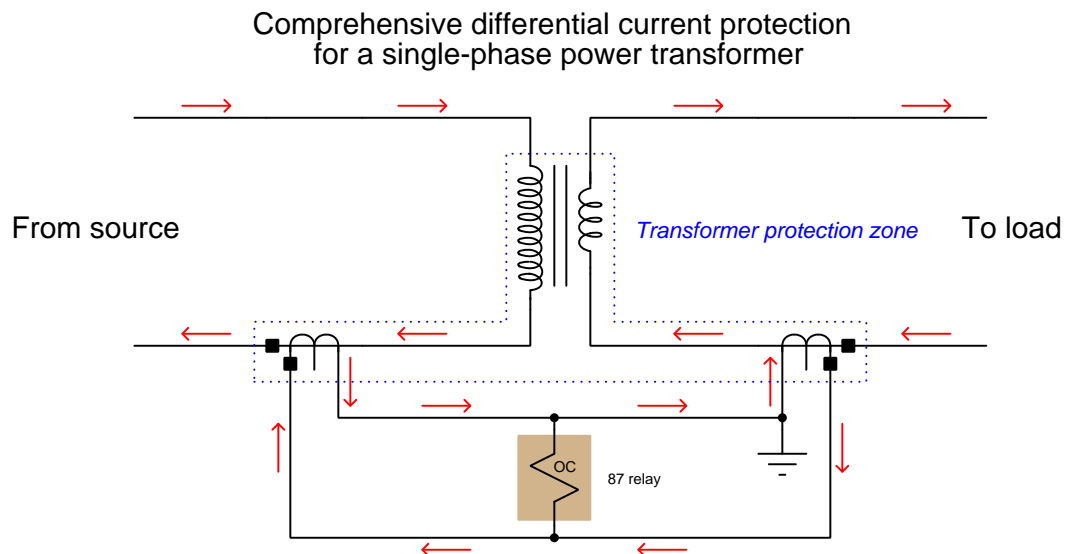 Comprehensive differential current protection
for a single-phase power transformer
From source
Transformer protection zone
To load
OC
87 relay